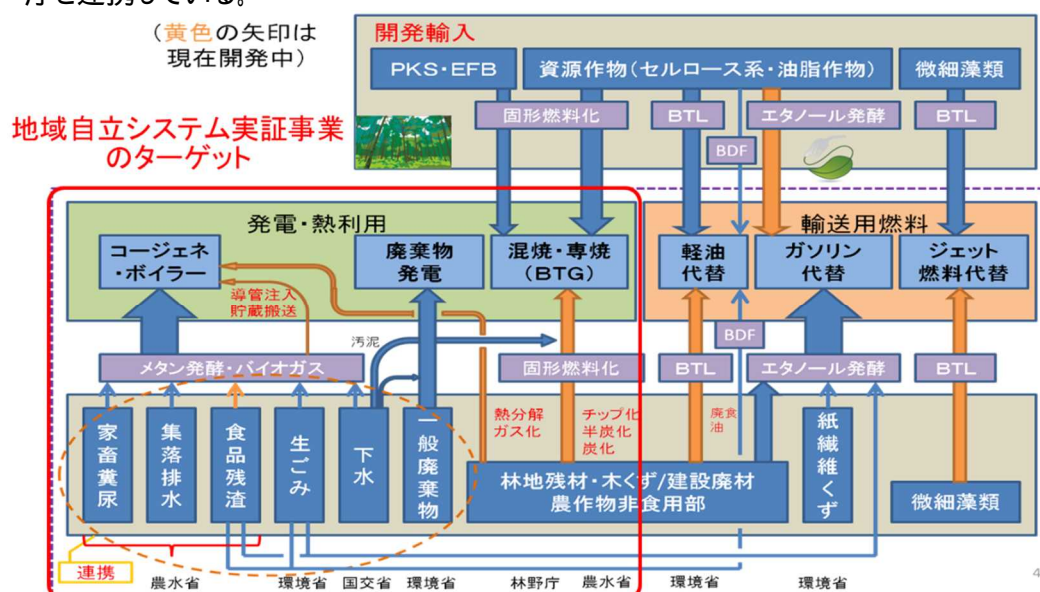 庁と連携している。
(黄色の矢印は
現在開発中)
開発輸入
PKS・EFB
資源作物(セルロース系・油脂作物)
微細藻類
固形燃料化
BTL
エタノール発酵
BTL
BDF
地域自立システム実証事業
のターゲット
発電・熱利用
輸送用燃料
コージェネ
・ボイラー
廃棄物
発電
混焼・専焼
(BTG)
軽油
代替
ガソリン
代替
ジェット
燃料代替
導管注入
貯蔵搬送
汚泥
BDF
メタン発酵・バイオガス
固形燃料化
BTL
エタノール発酵
BTL
家畜糞尿
集落排水
食品残渣
生ごみ
下水
一般廃棄物
熱分解
ガス化
チップ化
半炭化
炭化
廃食
油
林地残材・木くず/建設廃材
農作物非食用部
紙繊維くず
微細藻類
連携
農水省
環境省
国交省
環境省
林野庁
農水省
環境省
環境省
4